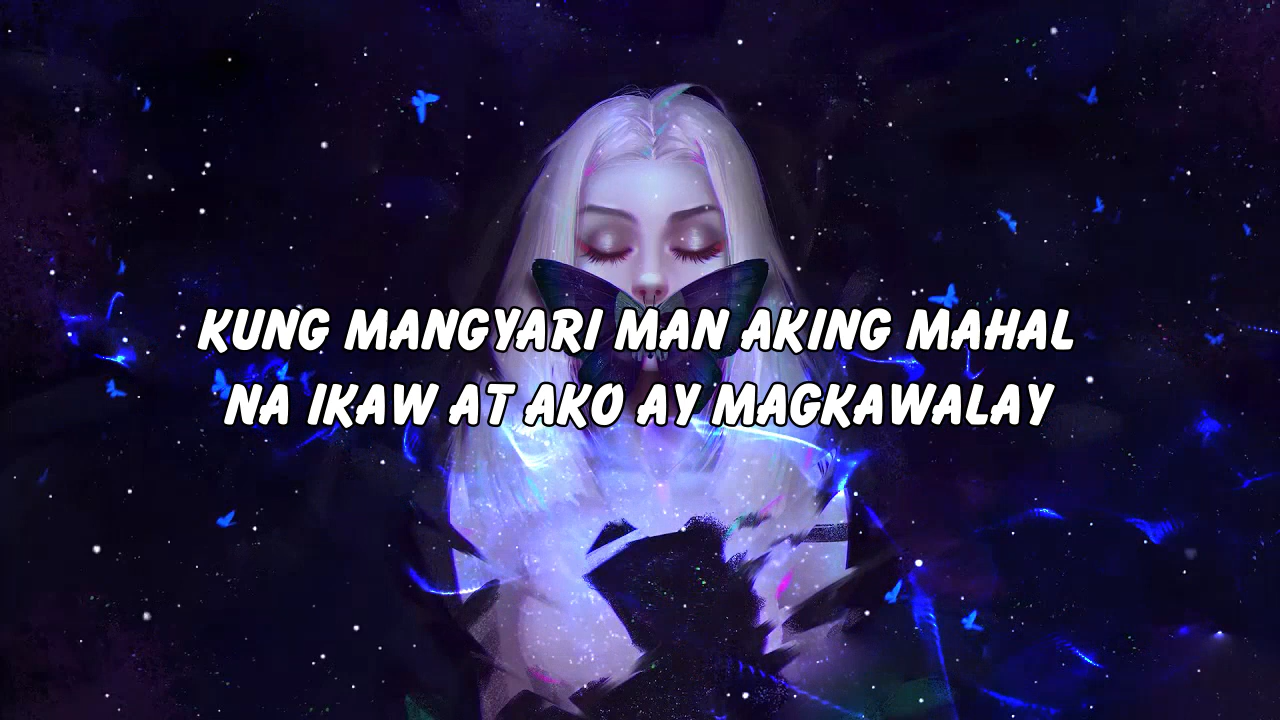 KUNG MANGYARI MAN AKING MAHAL
NA IKAW AT AKO AY MAGKAWALAY